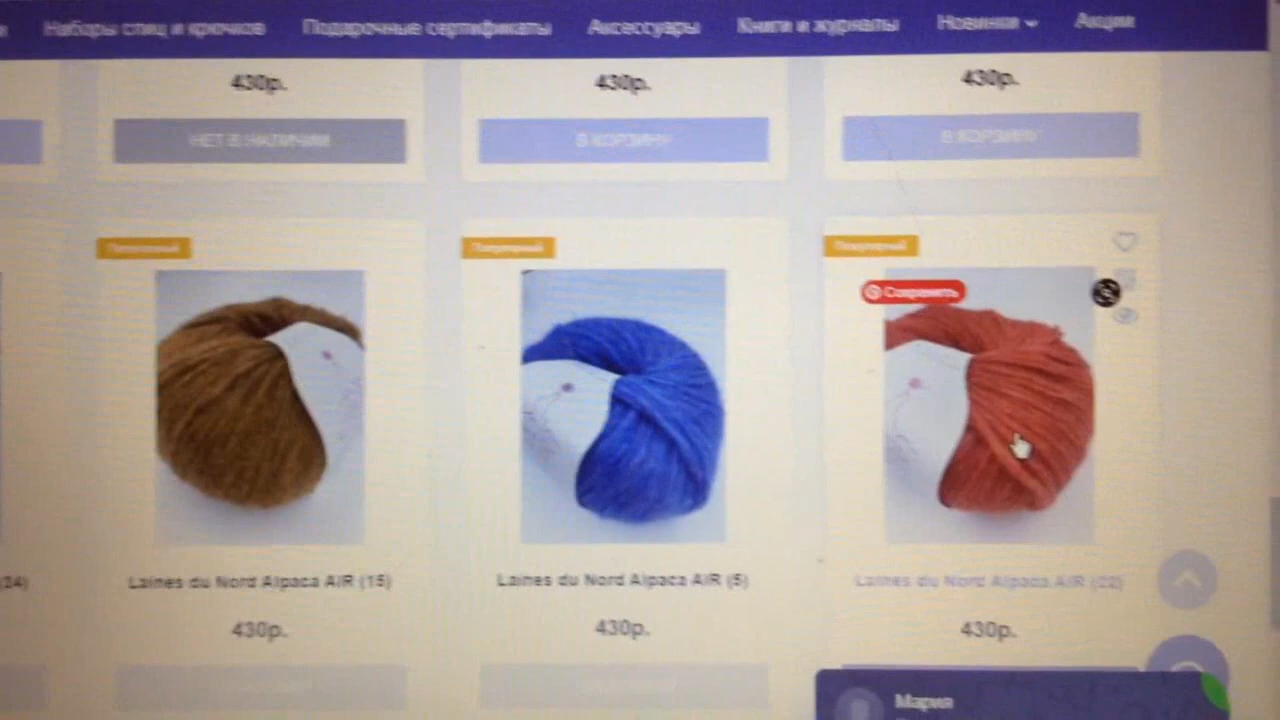 Наборы спиц и крючков Подарочные сертификаты Аксессуары Книги и журналы Новинки Акции
430р. 430р. 430р.
НЕТ В НАЛИЧИИ В КОРЗИНУ В КОРЗИНУ
Популярный Популярный Популярный
Сохранить
(24) Laines du Nord Alpaca AIR (15) Laines du Nord Alpaca AIR (5) Laines du Nord Alpaca AIR (22)
430р. 430р. 430р.
Мария